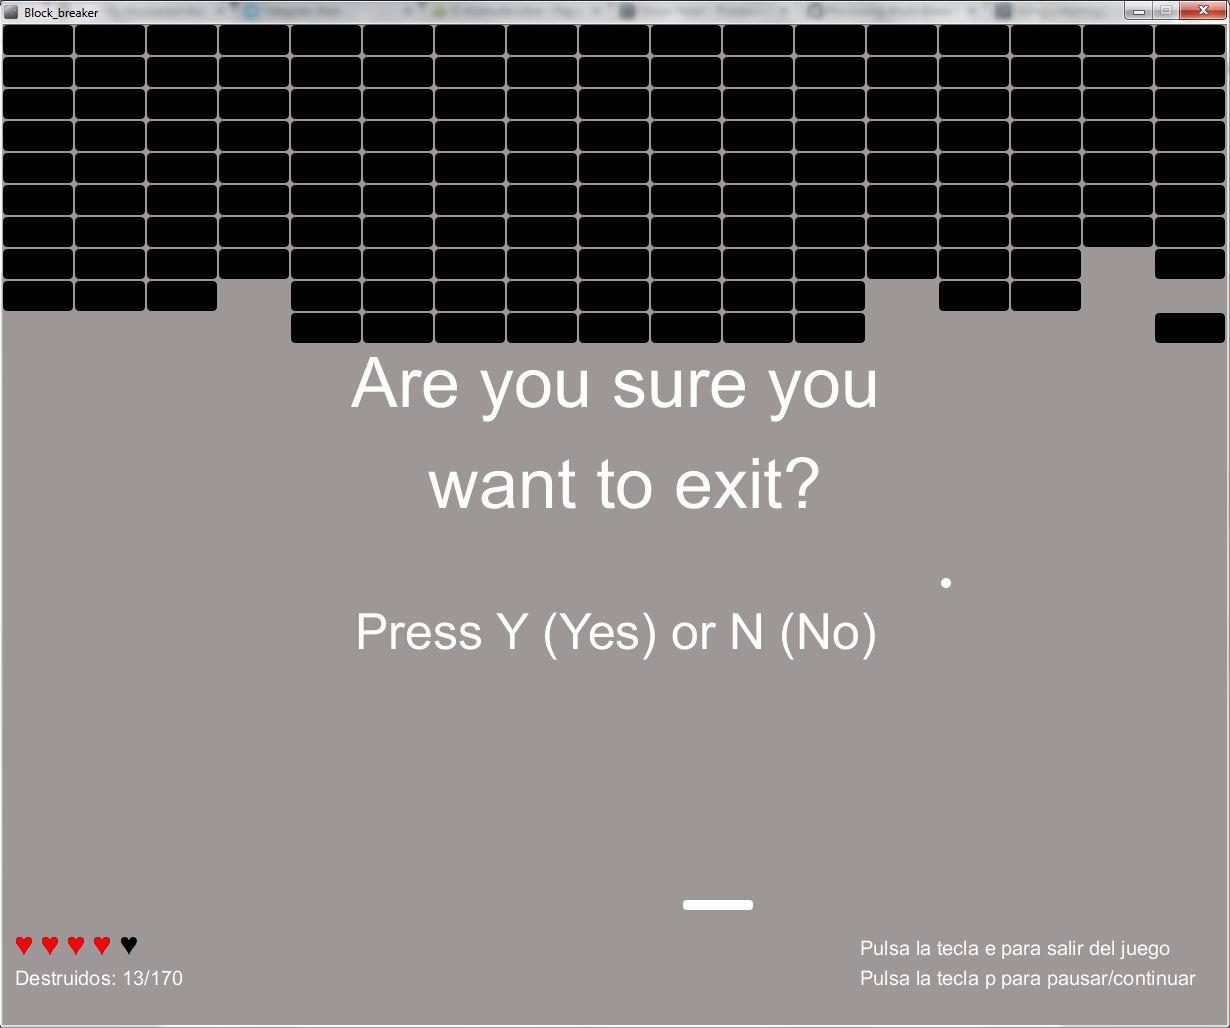 Block_breaker
Are you sure you
want to exit?
Press Y (Yes) or N (No)
Destruidos: 13/170
Pulsa la tecla e para salir del juego
Pulsa la tecla p para pausar/continuar